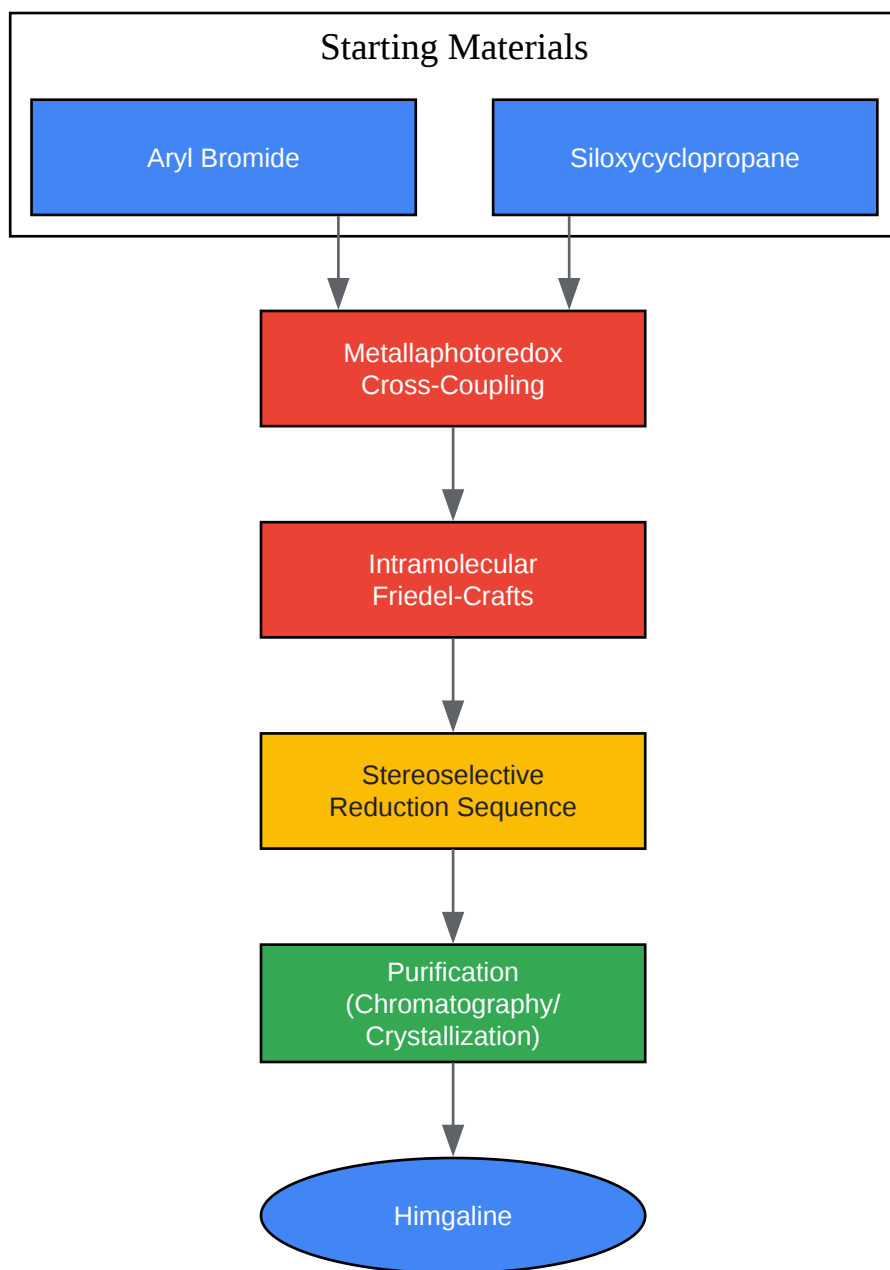 Starting Materials
Aryl Bromide
Siloxycyclopropane
Metallaphotoredox
Cross-Coupling
Intramolecular
Friedel-Crafts
Stereoselective
Reduction Sequence
Purification
(Chromatography/
Crystallization)
Himgaline